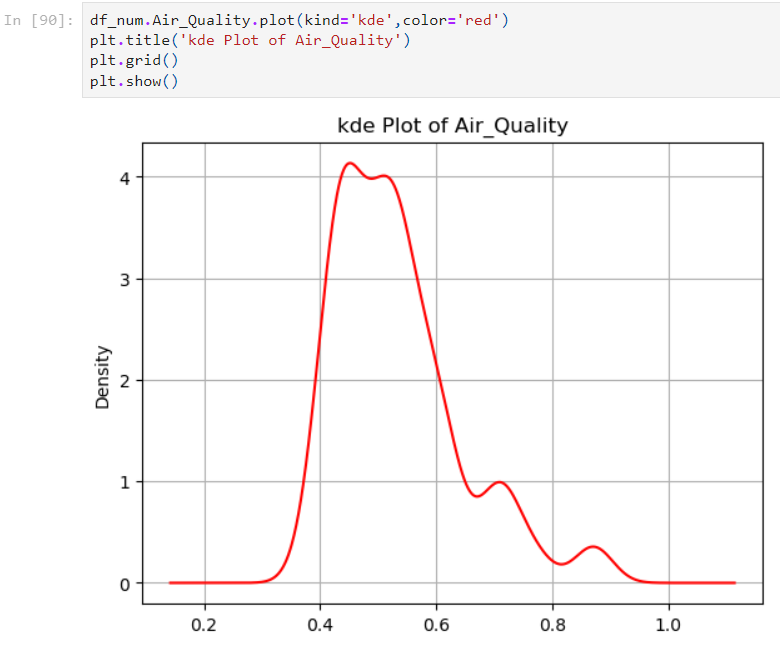 In [90]: df_num.Air_Quality.plot(kind='kde',color='red')
plt.title('kde Plot of Air_Quality')
plt.grid()
plt.show()
kde Plot of Air_Quality
4
3
2
1
0
Density
0.2 0.4 0.6 0.8 1.0